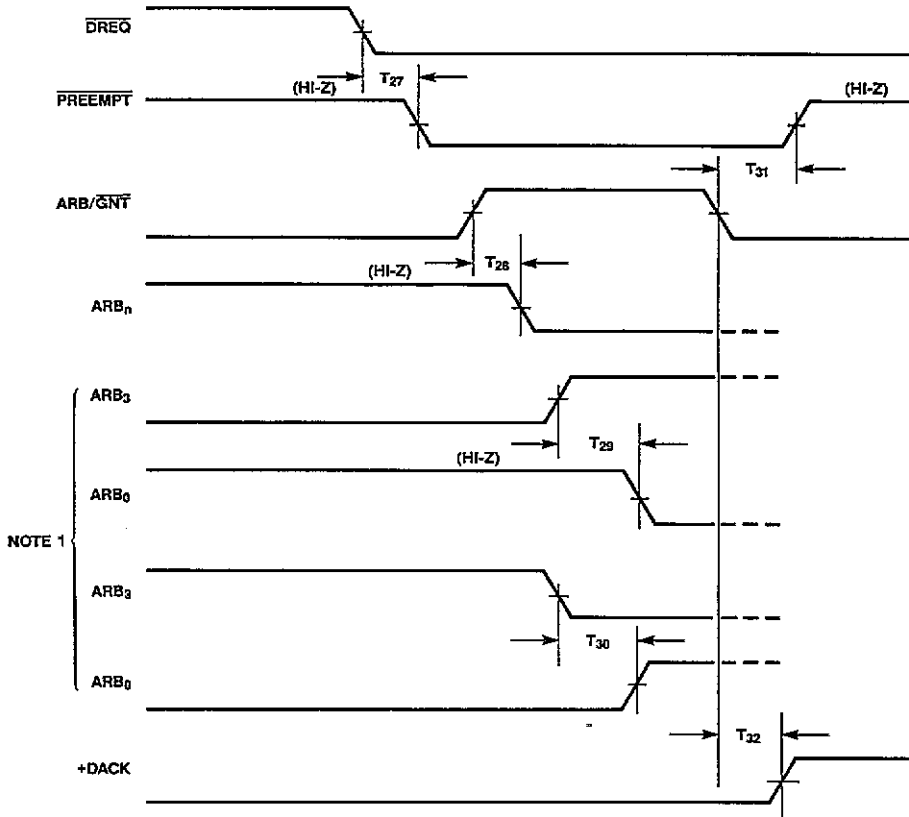 DREQ
T27
(HI-Z) (HI-Z)
PREEMPT
T31
ARB/GNT
T28
(HI-Z)
ARBn
ARB3
T29
(HI-Z)
ARB0
NOTE 1
ARB3
T30
ARB0
T32
+DACK